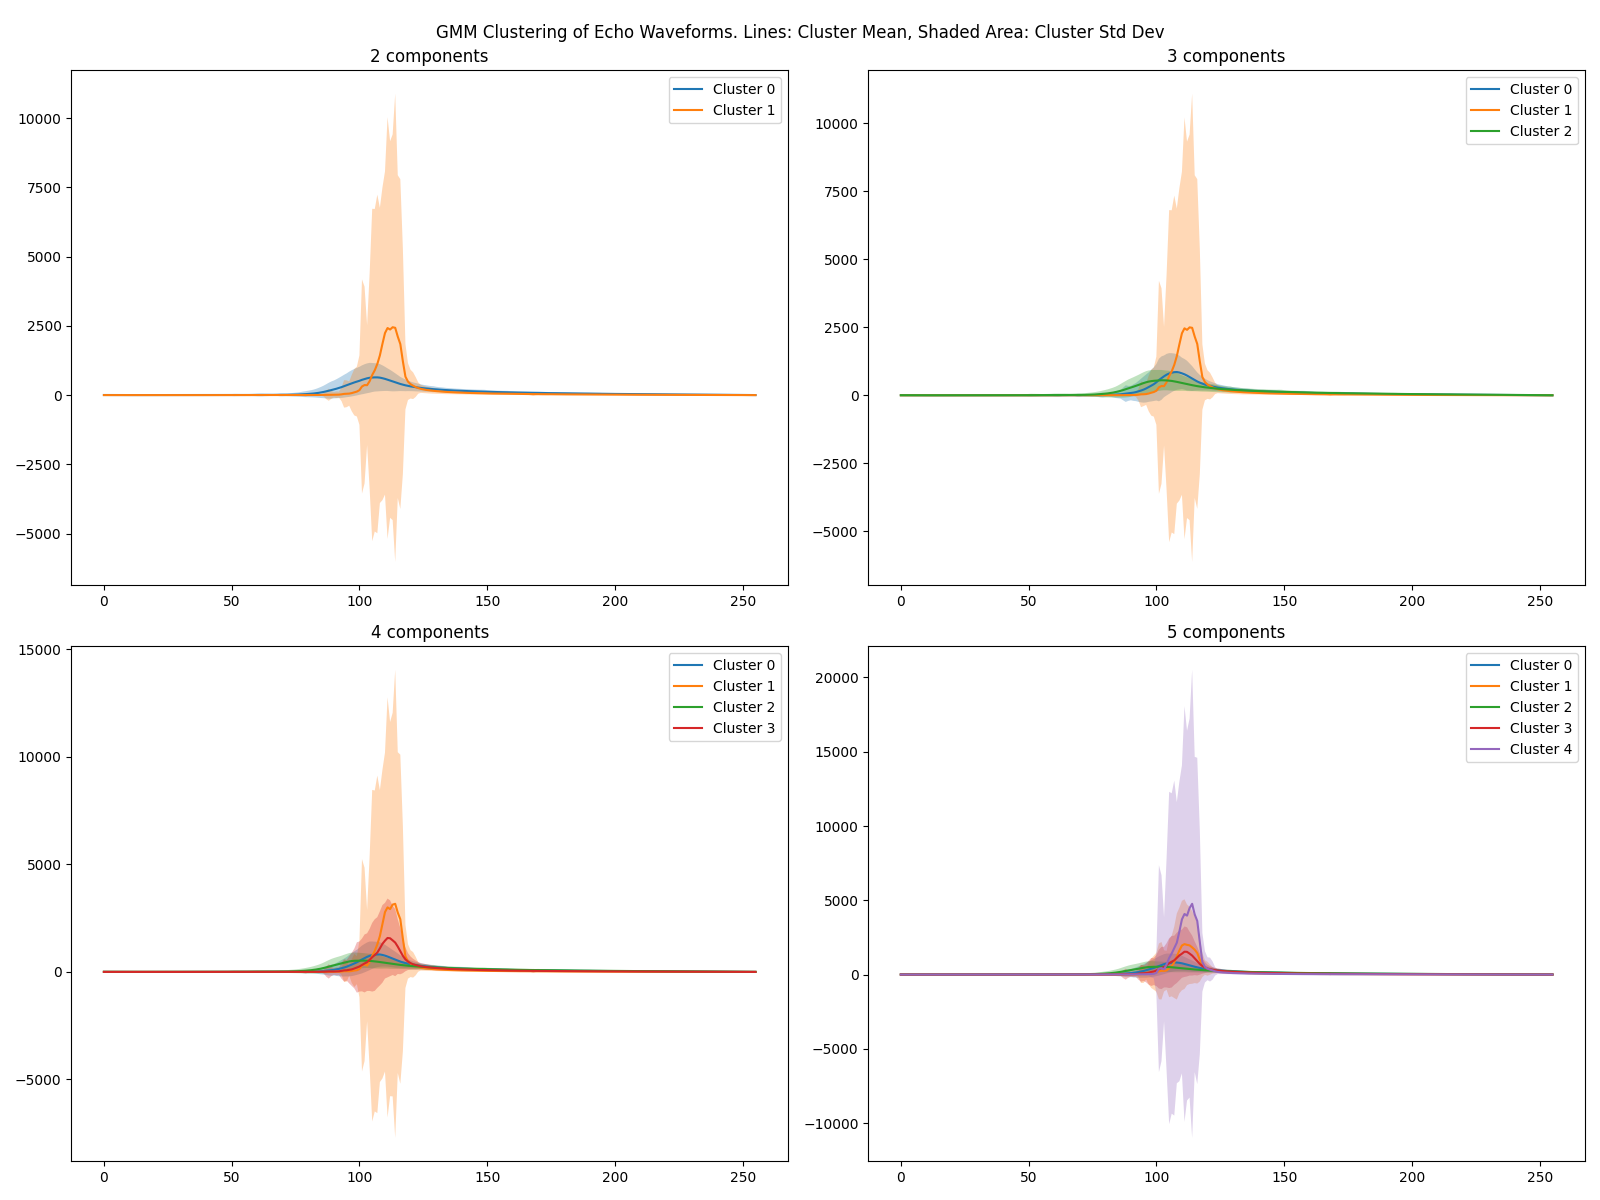 GMM Clustering of Echo Waveforms. Lines: Cluster Mean, Shaded Area: Cluster Std Dev
2 components
Cluster 0
Cluster 1
10000
7500
5000
2500
0
−2500
−5000
0 50 100 150 200 250
3 components
Cluster 0
Cluster 1
Cluster 2
10000
7500
5000
2500
0
−2500
−5000
0 50 100 150 200 250
4 components
Cluster 0
Cluster 1
Cluster 2
Cluster 3
15000
10000
5000
0
−5000
0 50 100 150 200 250
5 components
Cluster 0
Cluster 1
Cluster 2
Cluster 3
Cluster 4
20000
15000
10000
5000
0
−5000
−10000
0 50 100 150 200 250